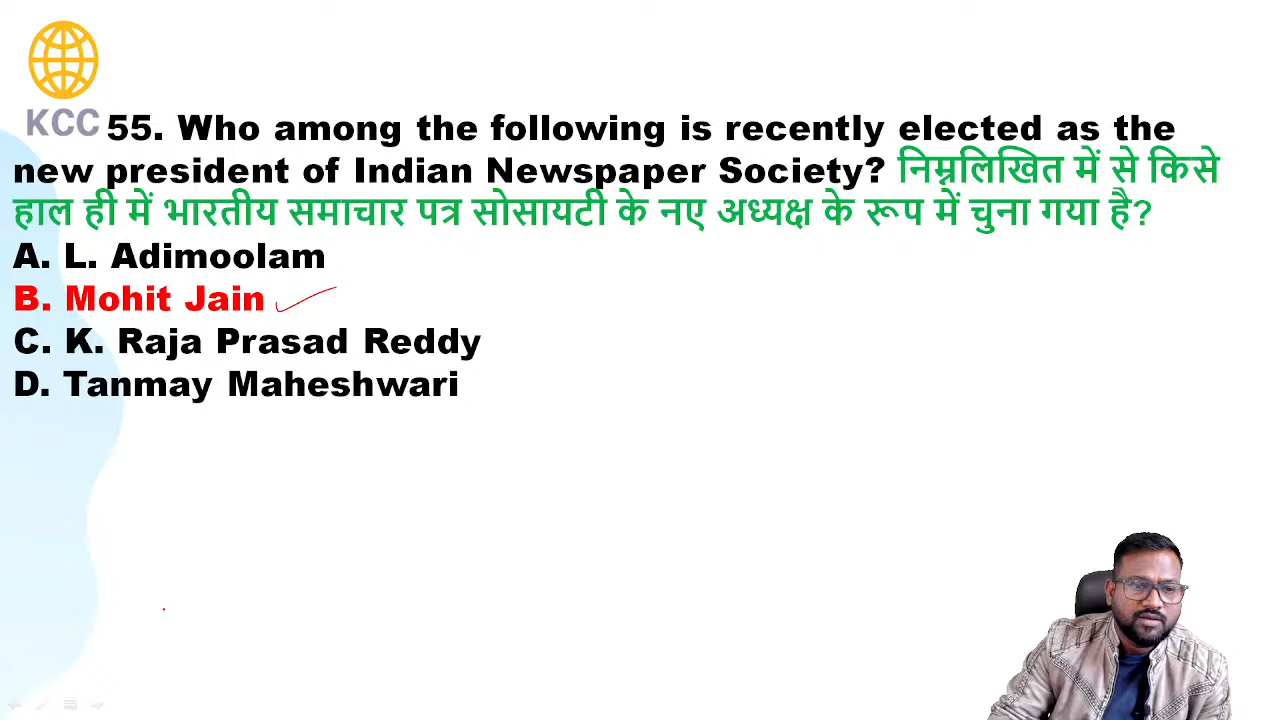 KCC
55. Who among the following is recently elected as the
new president of Indian Newspaper Society? निम्नलिखित में से किसे
हाल ही में भारतीय समाचार पत्र सोसायटी के नए अध्यक्ष के रूप में चुना गया है?
A. L. Adimoolam
B. Mohit Jain
C. K. Raja Prasad Reddy
D. Tanmay Maheshwari